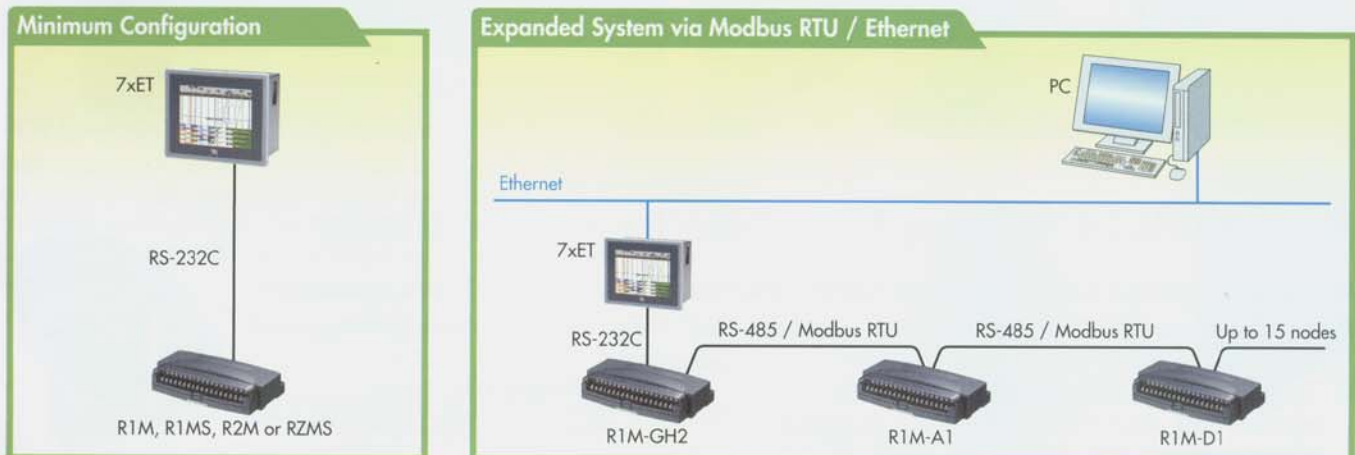 Minimum Configuration
7xET
RS-232C
R1M, R1MS, R2M or RZMS
Expanded System via Modbus RTU / Ethernet
PC
Ethernet
7xET
RS-232C
RS-485 / Modbus RTU
RS-485 / Modbus RTU
Up to 15 nodes
R1M-GH2
R1M-A1
R1M-D1